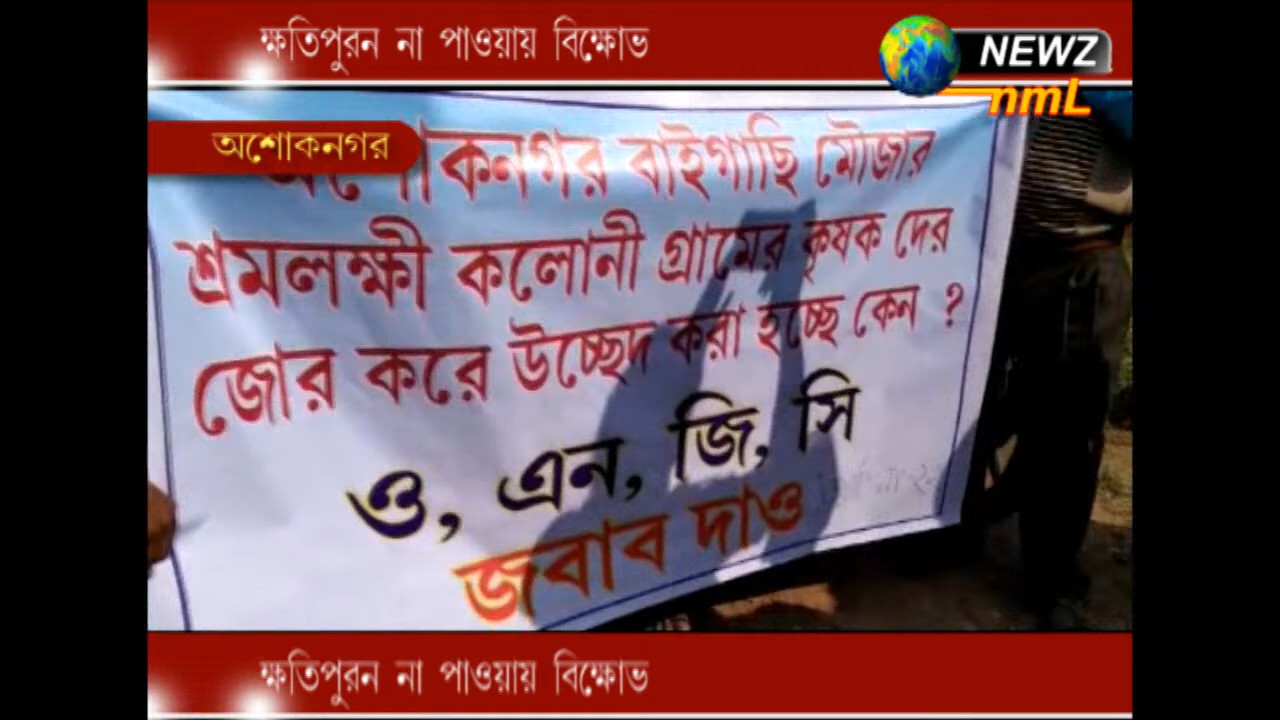 ক্ষতিপুরন না পাওয়ায় বিক্ষোভ
NEWZ
nmL
অশোকনগর
অশোকনগর বাইগাছি মৌজার
শ্রমলক্ষী কলোনী গ্রামের কৃষক দের
জোর করে উচ্ছেদ করা হচ্ছে কেন ?
ও, এন, জি, সি
জবাব দাও
ক্ষতিপুরন না পাওয়ায় বিক্ষোভ